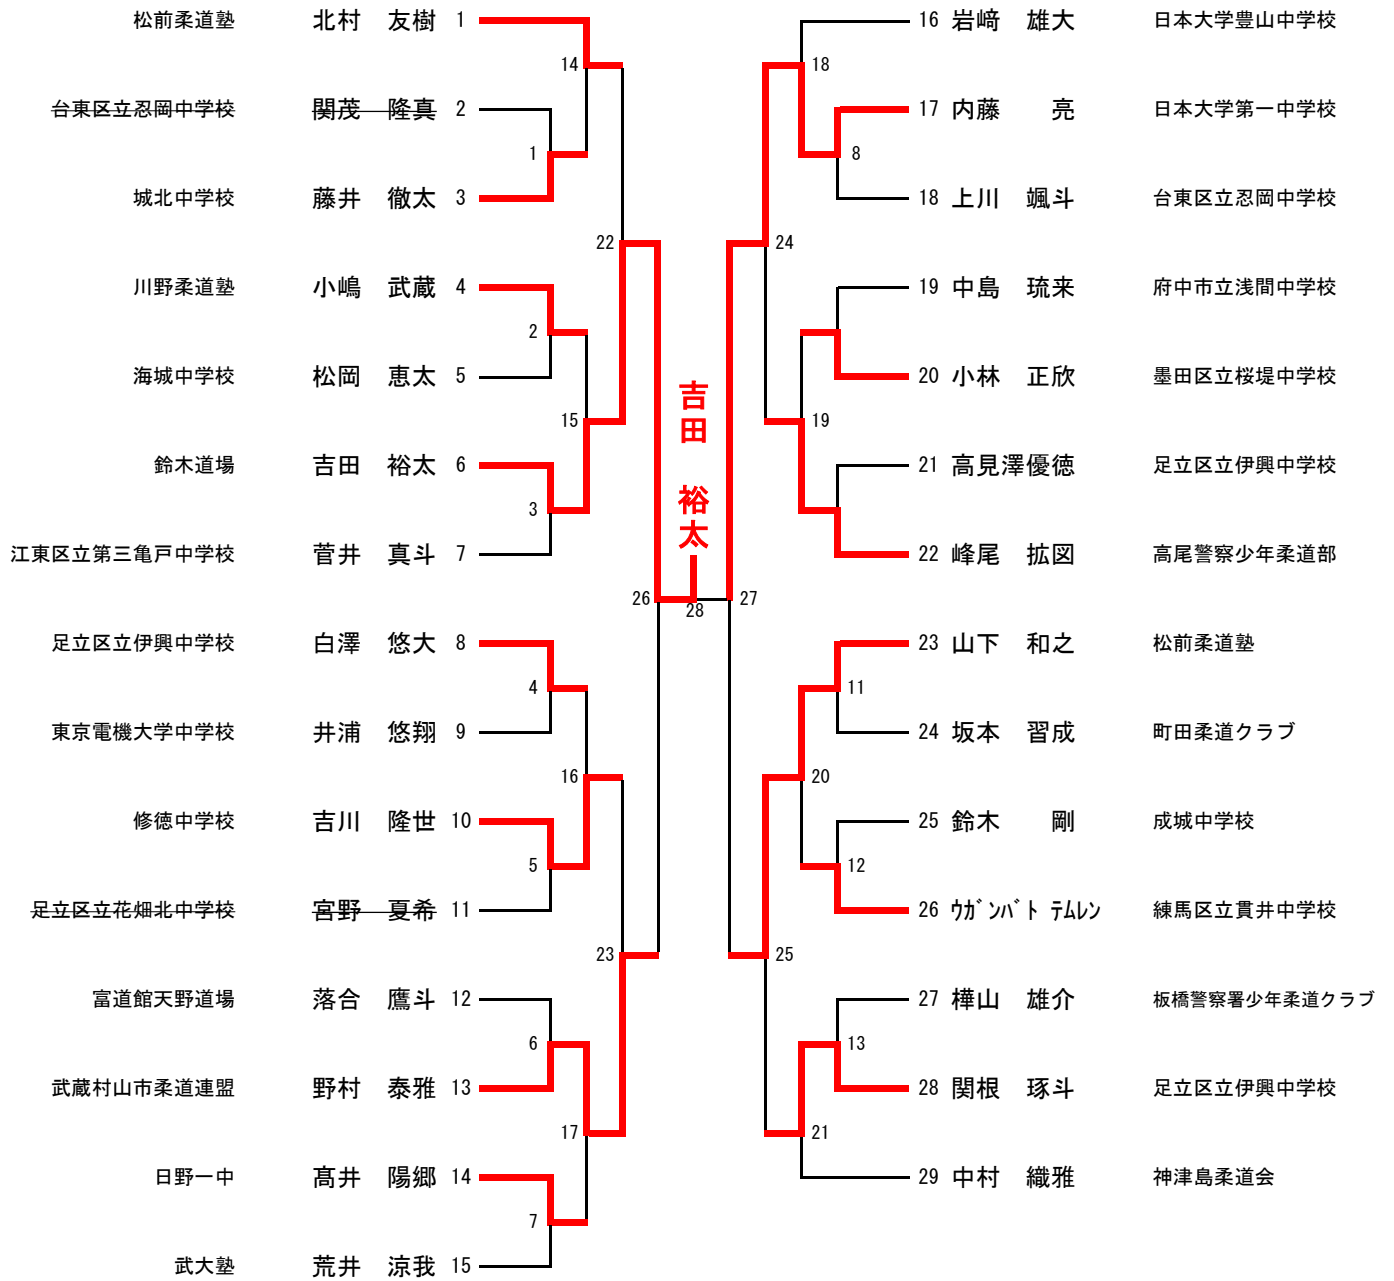 松前柔道塾 北村 友樹 1
台東区立忍岡中学校 関茂 隆真 2
城北中学校 藤井 徹太 3
川野柔道塾 小嶋 武蔵 4
海城中学校 松岡 恵太 5
鈴木道場 吉田 裕太 6
江東区立第三亀戸中学校 菅井 真斗 7
足立区立伊興中学校 白澤 悠大 8
東京電機大学中学校 井浦 悠翔 9
修徳中学校 吉川 隆世 10
足立区立花畑北中学校 宮野 夏希 11
富道館天野道場 落合 鷹斗 12
武蔵村山市柔道連盟 野村 泰雅 13
日野一中 髙井 陽郷 14
武大塾 荒井 涼我 15
14
1
22
2
15
3
26
4
16
5
23
6
17
7
吉田 裕太
28
18
8
24
19
27
11
20
12
25
13
21
16 岩﨑 雄大 日本大学豊山中学校
17 内藤 亮 日本大学第一中学校
18 上川 颯斗 台東区立忍岡中学校
19 中島 琉来 府中市立浅間中学校
20 小林 正欣 墨田区立桜堤中学校
21 高見澤優徳 足立区立伊興中学校
22 峰尾 拡図 高尾警察少年柔道部
23 山下 和之 松前柔道塾
24 坂本 習成 町田柔道クラブ
25 鈴木 剛 成城中学校
26 ｳｶﾞﾝﾊﾞﾄ ﾃﾑﾚﾝ 練馬区立貫井中学校
27 樺山 雄介 板橋警察署少年柔道クラブ
28 関根 琢斗 足立区立伊興中学校
29 中村 織雅 神津島柔道会